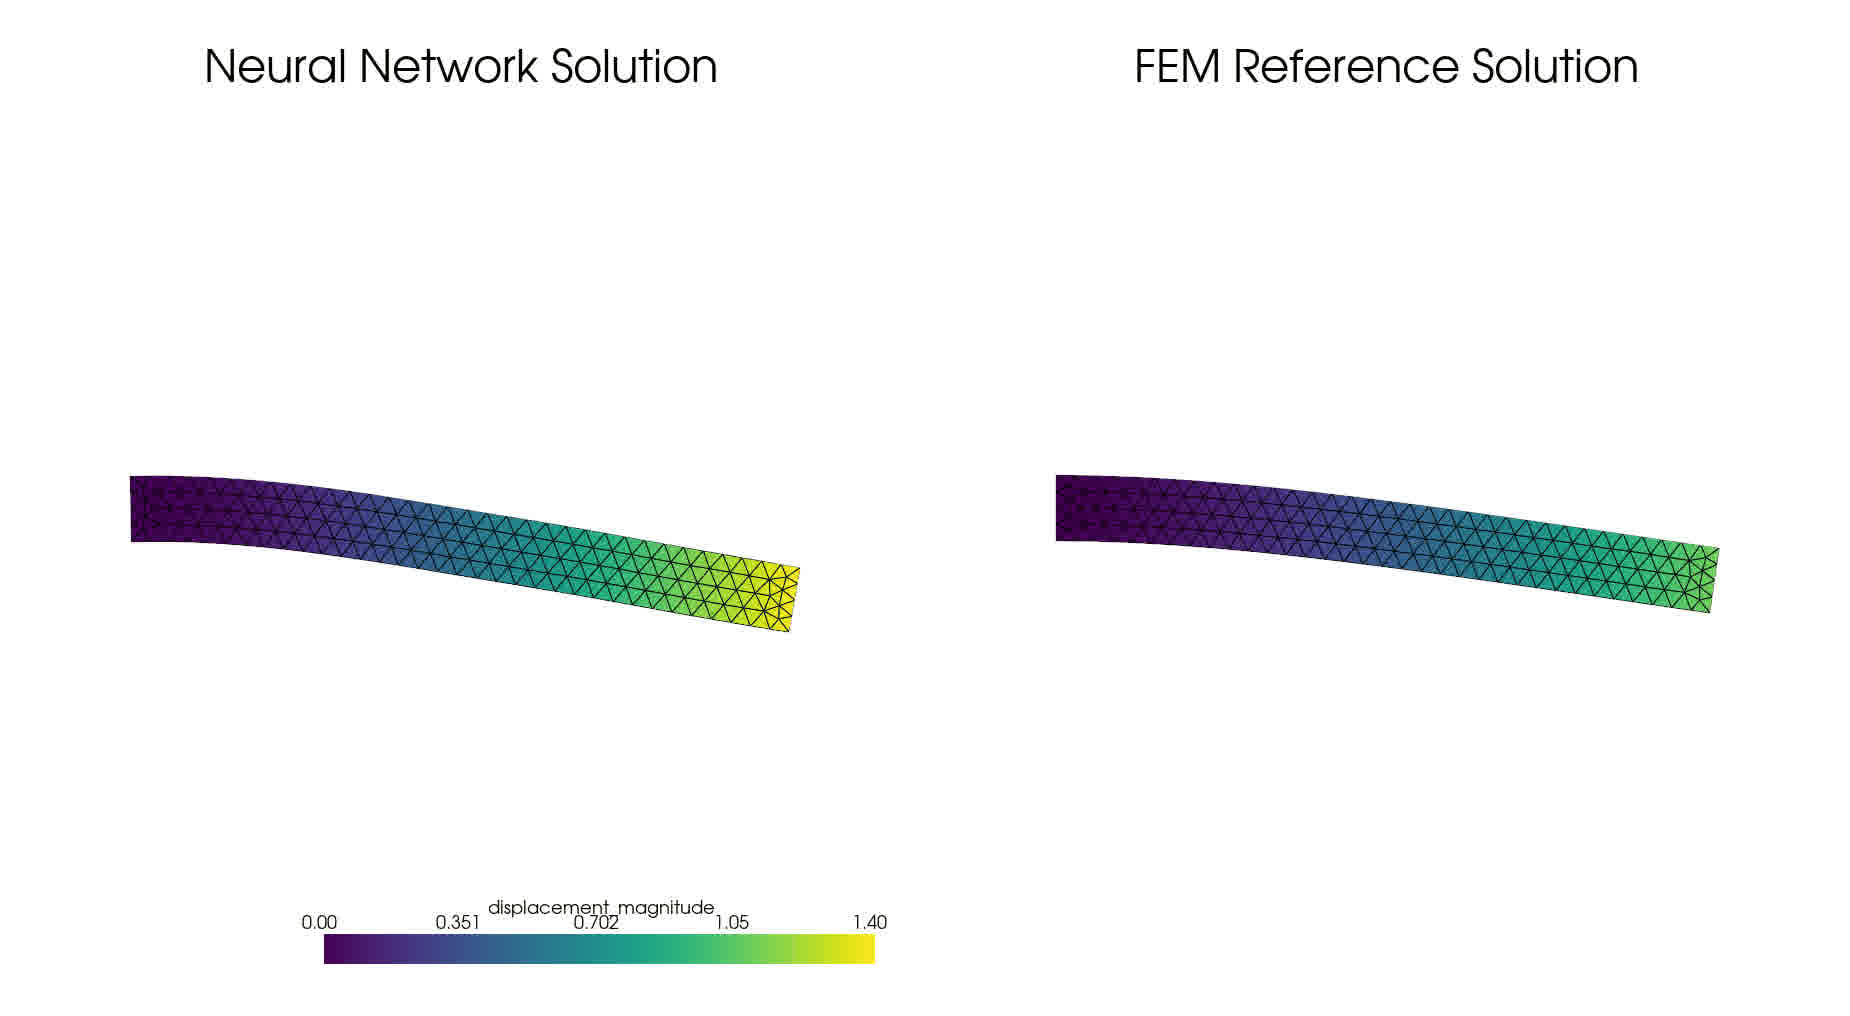 Neural Network Solution
FEM Reference Solution
displacement_magnitude
0.00 0.351 0.702 1.05 1.40